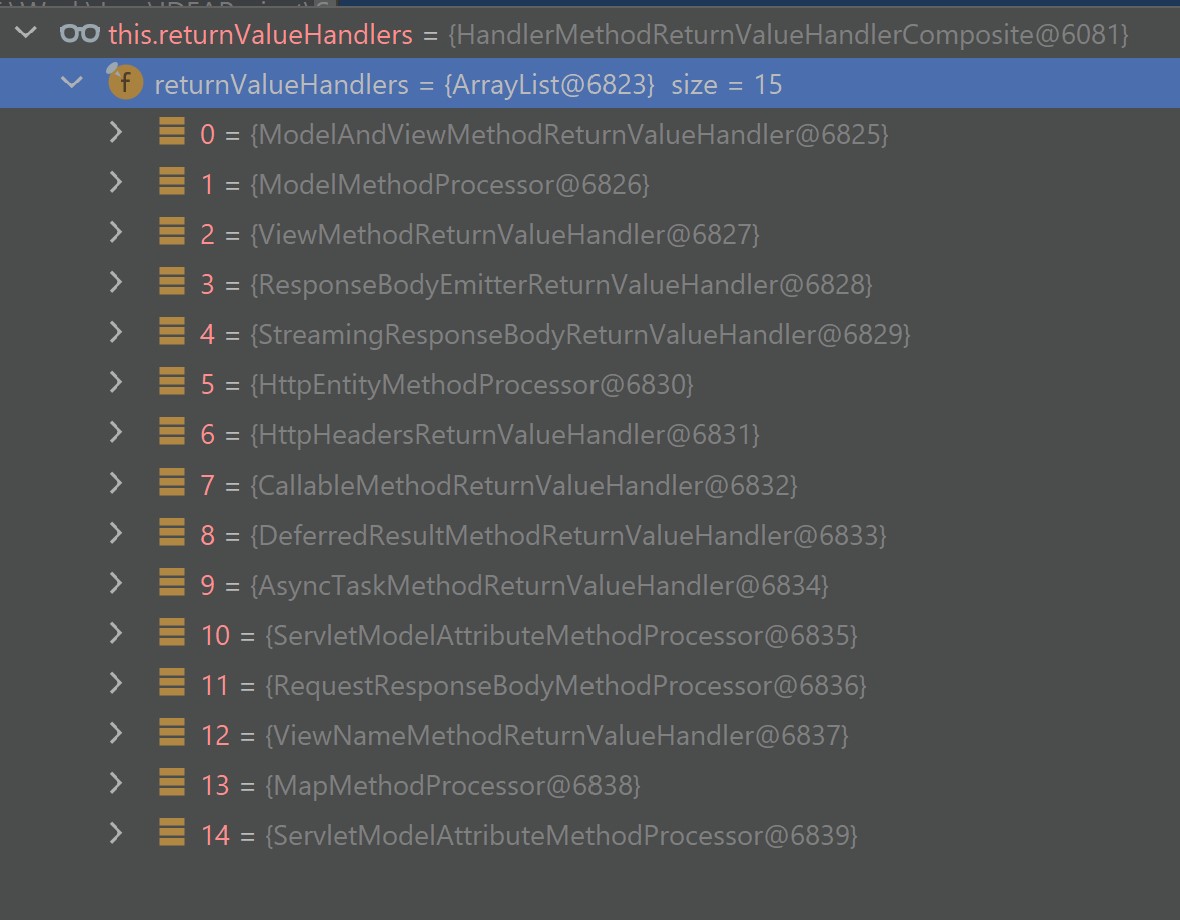 this.returnValueHandlers = {HandlerMethodReturnValueHandlerComposite@6081}
f returnValueHandlers = {ArrayList@6823} size = 15
0 = {ModelAndViewMethodReturnValueHandler@6825}
1 = {ModelMethodProcessor@6826}
2 = {ViewMethodReturnValueHandler@6827}
3 = {ResponseBodyEmitterReturnValueHandler@6828}
4 = {StreamingResponseBodyReturnValueHandler@6829}
5 = {HttpEntityMethodProcessor@6830}
6 = {HttpHeadersReturnValueHandler@6831}
7 = {CallableMethodReturnValueHandler@6832}
8 = {DeferredResultMethodReturnValueHandler@6833}
9 = {AsyncTaskMethodReturnValueHandler@6834}
10 = {ServletModelAttributeMethodProcessor@6835}
11 = {RequestResponseBodyMethodProcessor@6836}
12 = {ViewNameMethodReturnValueHandler@6837}
13 = {MapMethodProcessor@6838}
14 = {ServletModelAttributeMethodProcessor@6839}